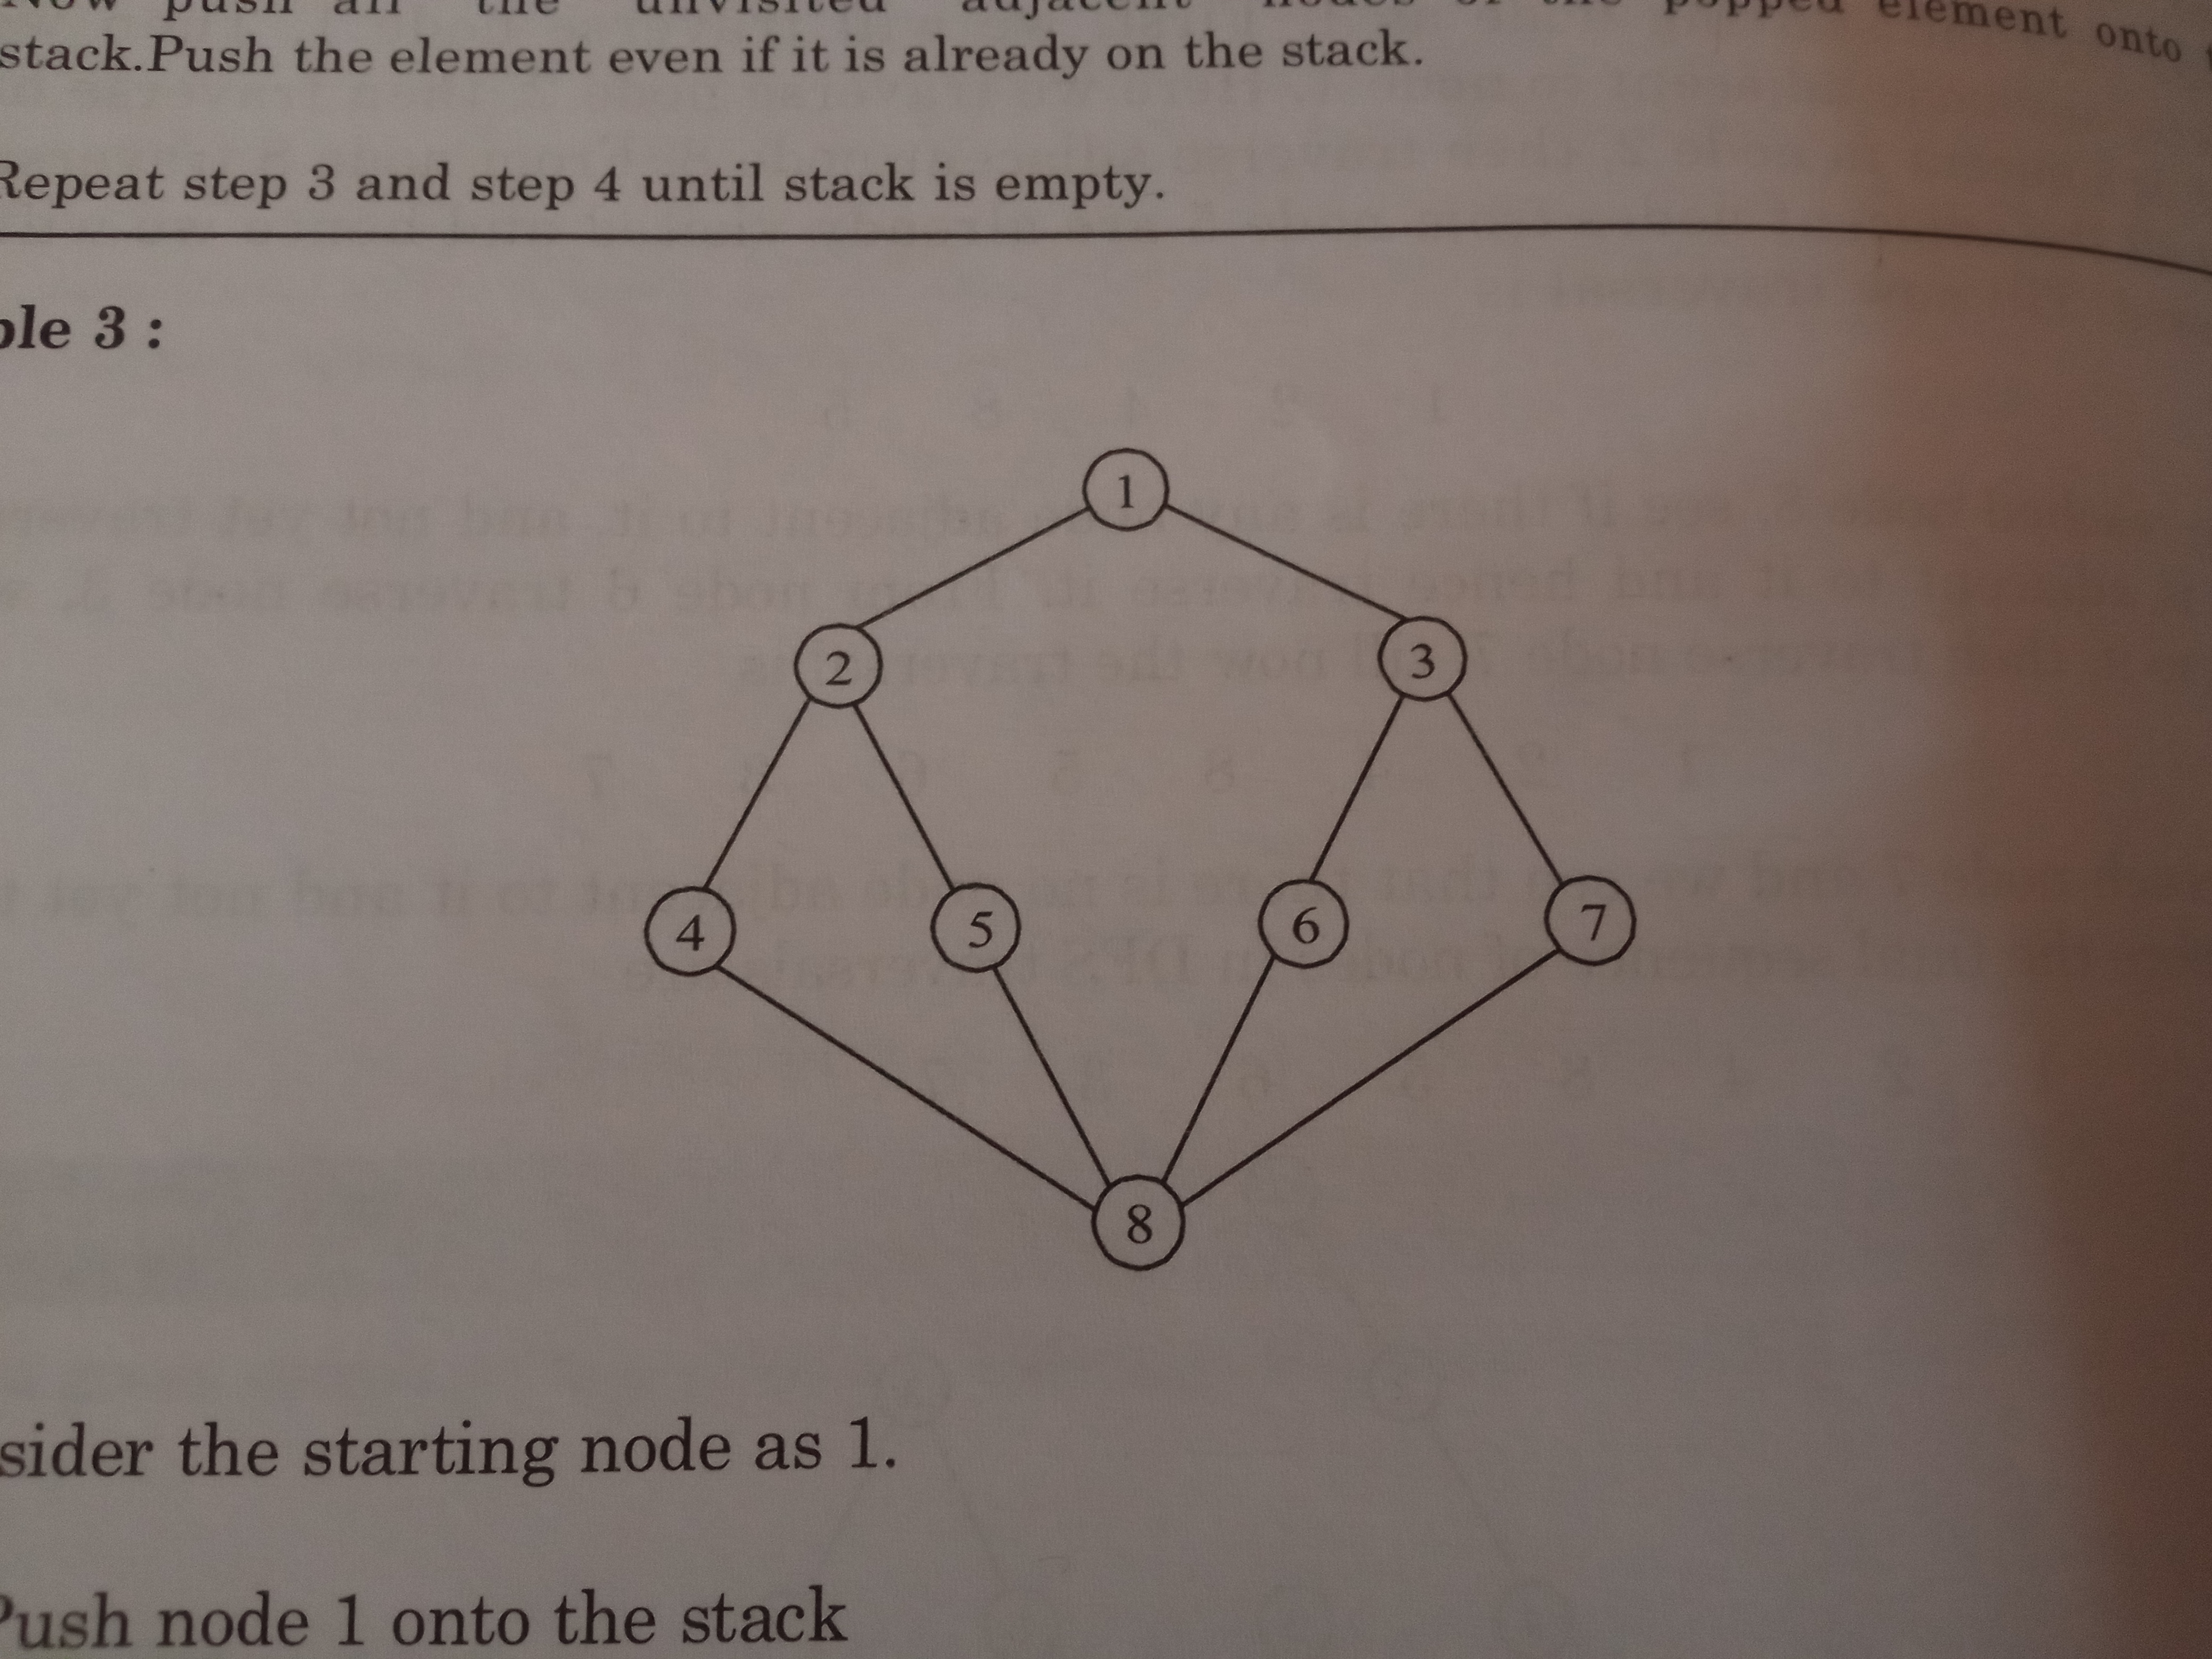 Now push all the unvisited adjacent nodes of the popped element onto
stack.Push the element even if it is already on the stack.
Repeat step 3 and step 4 until stack is empty.
ple 3 :
1
2 3
4 5 6 7
8
sider the starting node as 1.
Push node 1 onto the stack